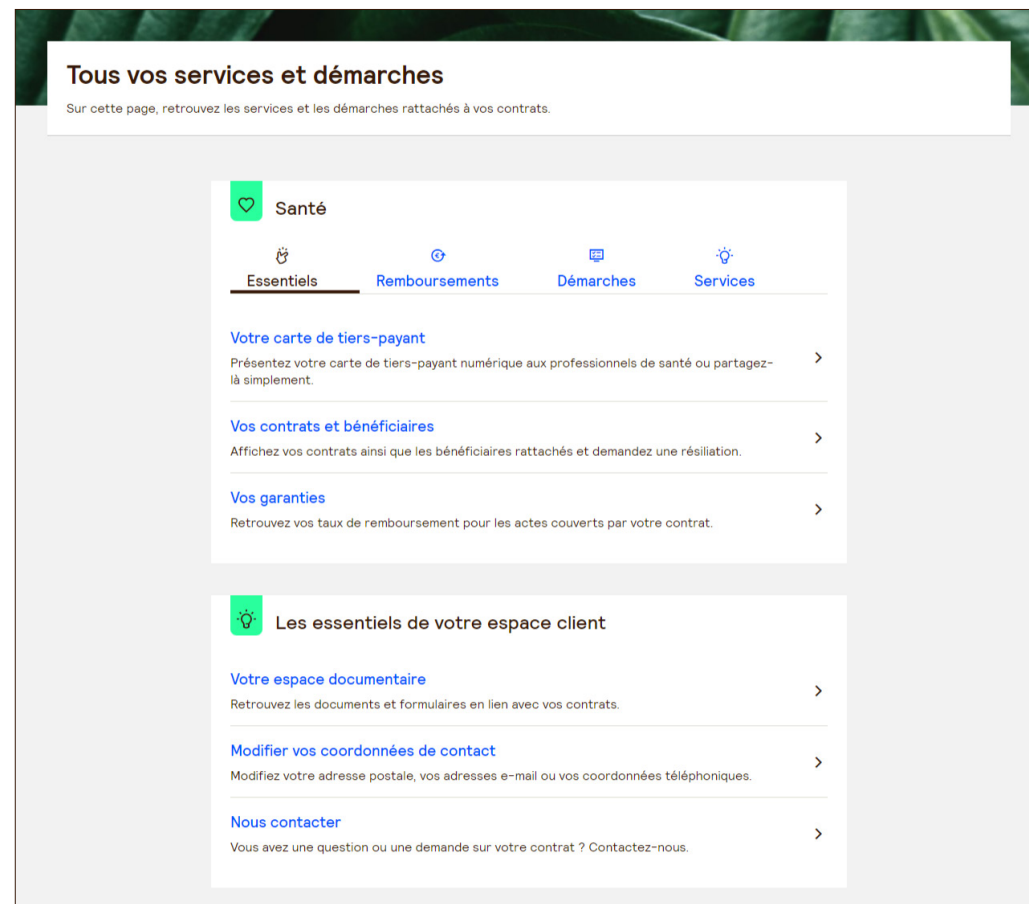 Tous vos services et démarches
Sur cette page, retrouvez les services et les démarches rattachés à vos contrats.
Santé
Essentiels Remboursements Démarches Services
Votre carte de tiers-payant
Présentez votre carte de tiers-payant numérique aux professionnels de santé ou partagez-
là simplement.
Vos contrats et bénéficiaires
Affichez vos contrats ainsi que les bénéficiaires rattachés et demandez une résiliation.
Vos garanties
Retrouvez vos taux de remboursement pour les actes couverts par votre contrat.
Les essentiels de votre espace client
Votre espace documentaire
Retrouvez les documents et formulaires en lien avec vos contrats.
Modifier vos coordonnées de contact
Modifiez votre adresse postale, vos adresses e-mail ou vos coordonnées téléphoniques.
Nous contacter
Vous avez une question ou une demande sur votre contrat ? Contactez-nous.